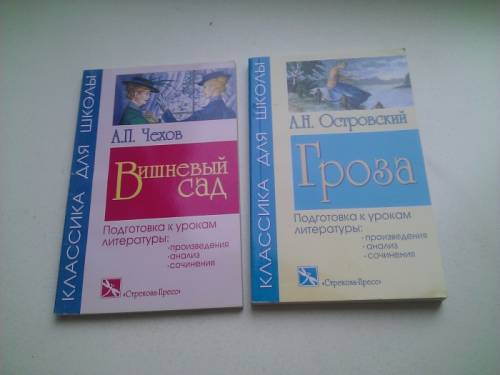 КЛАССИКА ДЛЯ ШКОЛЫ
А.П. Чехов
Вишневый
сад
Подготовка к урокам
литературы:
·произведения
·анализ
·сочинения
«Стрекоза-Пресс»
КЛАССИКА ДЛЯ ШКОЛЫ
А.Н. Островский
Гроза
Подготовка к урокам
литературы:
·произведения
·анализ
·сочинения
«Стрекоза-Пресс»